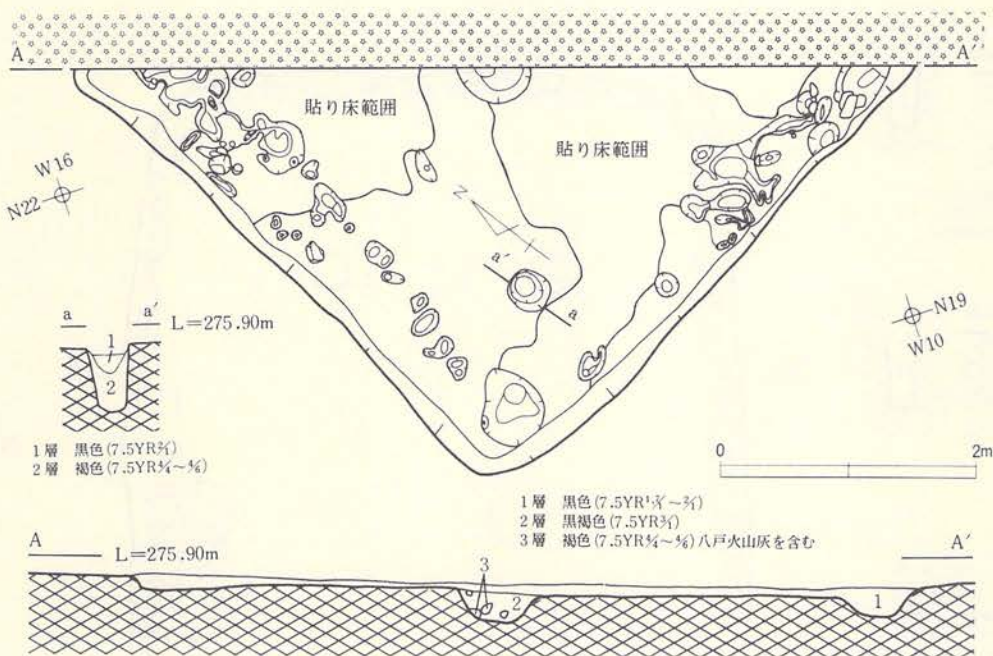 A A′
貼り床範囲
貼り床範囲
W16
N22
N
a′
a
N19
W10
a a′ L=275.90m
1
2
1層 黒色(7.5YR2/1)
2層 褐色(7.5YR4/4～4/6)
0 2m
1層 黒色(7.5YR1.7/1～2/1)
2層 黒褐色(7.5YR3/1)
3層 褐色(7.5YR4/4～4/6)八戸火山灰を含む
A L=275.90m A′
3
2
1